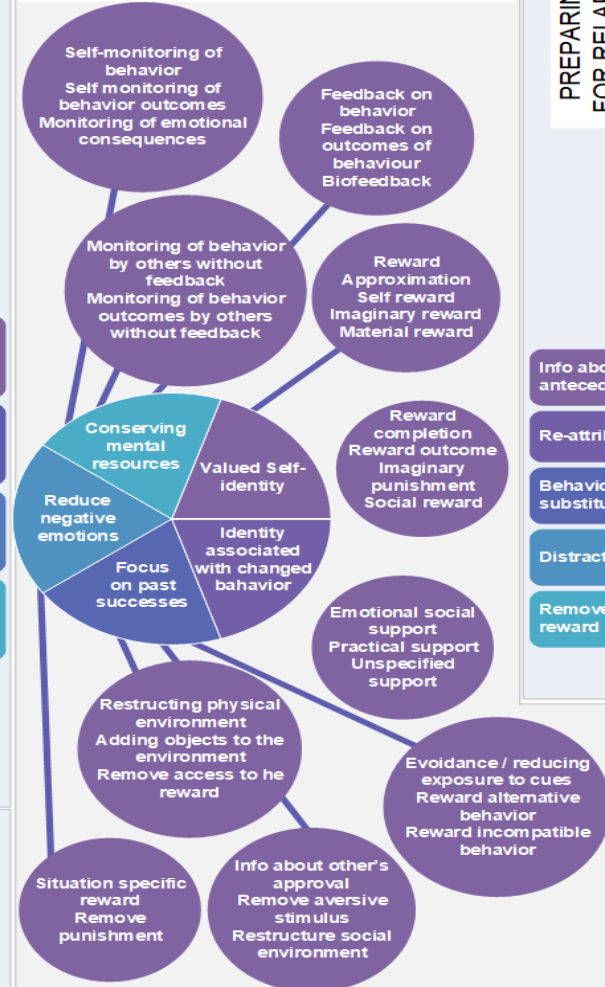 Self-monitoring of
behavior
Self monitoring of
behavior outcomes
Monitoring of emotional
consequences
Feedback on
behavior
Feedback on
outcomes of
behaviour
Biofeedback
Monitoring of behavior
by others without
feedback
Monitoring of behavior
outcomes by others
without feedback
Reward
Approximation
Self reward
Imaginary reward
Material reward
Conserving
mental
resources
Valued Self-
identity
Reduce
negative
emotions
Focus
on past
successes
Identity
associated
with changed
bahavior
Reward
completion
Reward outcome
Imaginary
punishment
Social reward
Emotional social
support
Practical support
Unspecified
support
Restructing physical
environment
Adding objects to the
environment
Remove access to he
reward
Evoidance / reducing
exposure to cues
Reward alternative
behavior
Reward incompatible
behavior
Situation specific
reward
Remove
punishment
Info about other's
approval
Remove aversive
stimulus
Restructure social
environment
PREPARIN
FOR RELA
Info abo
anteced
Re-attri
Behavio
substitu
Distract
Remove
reward